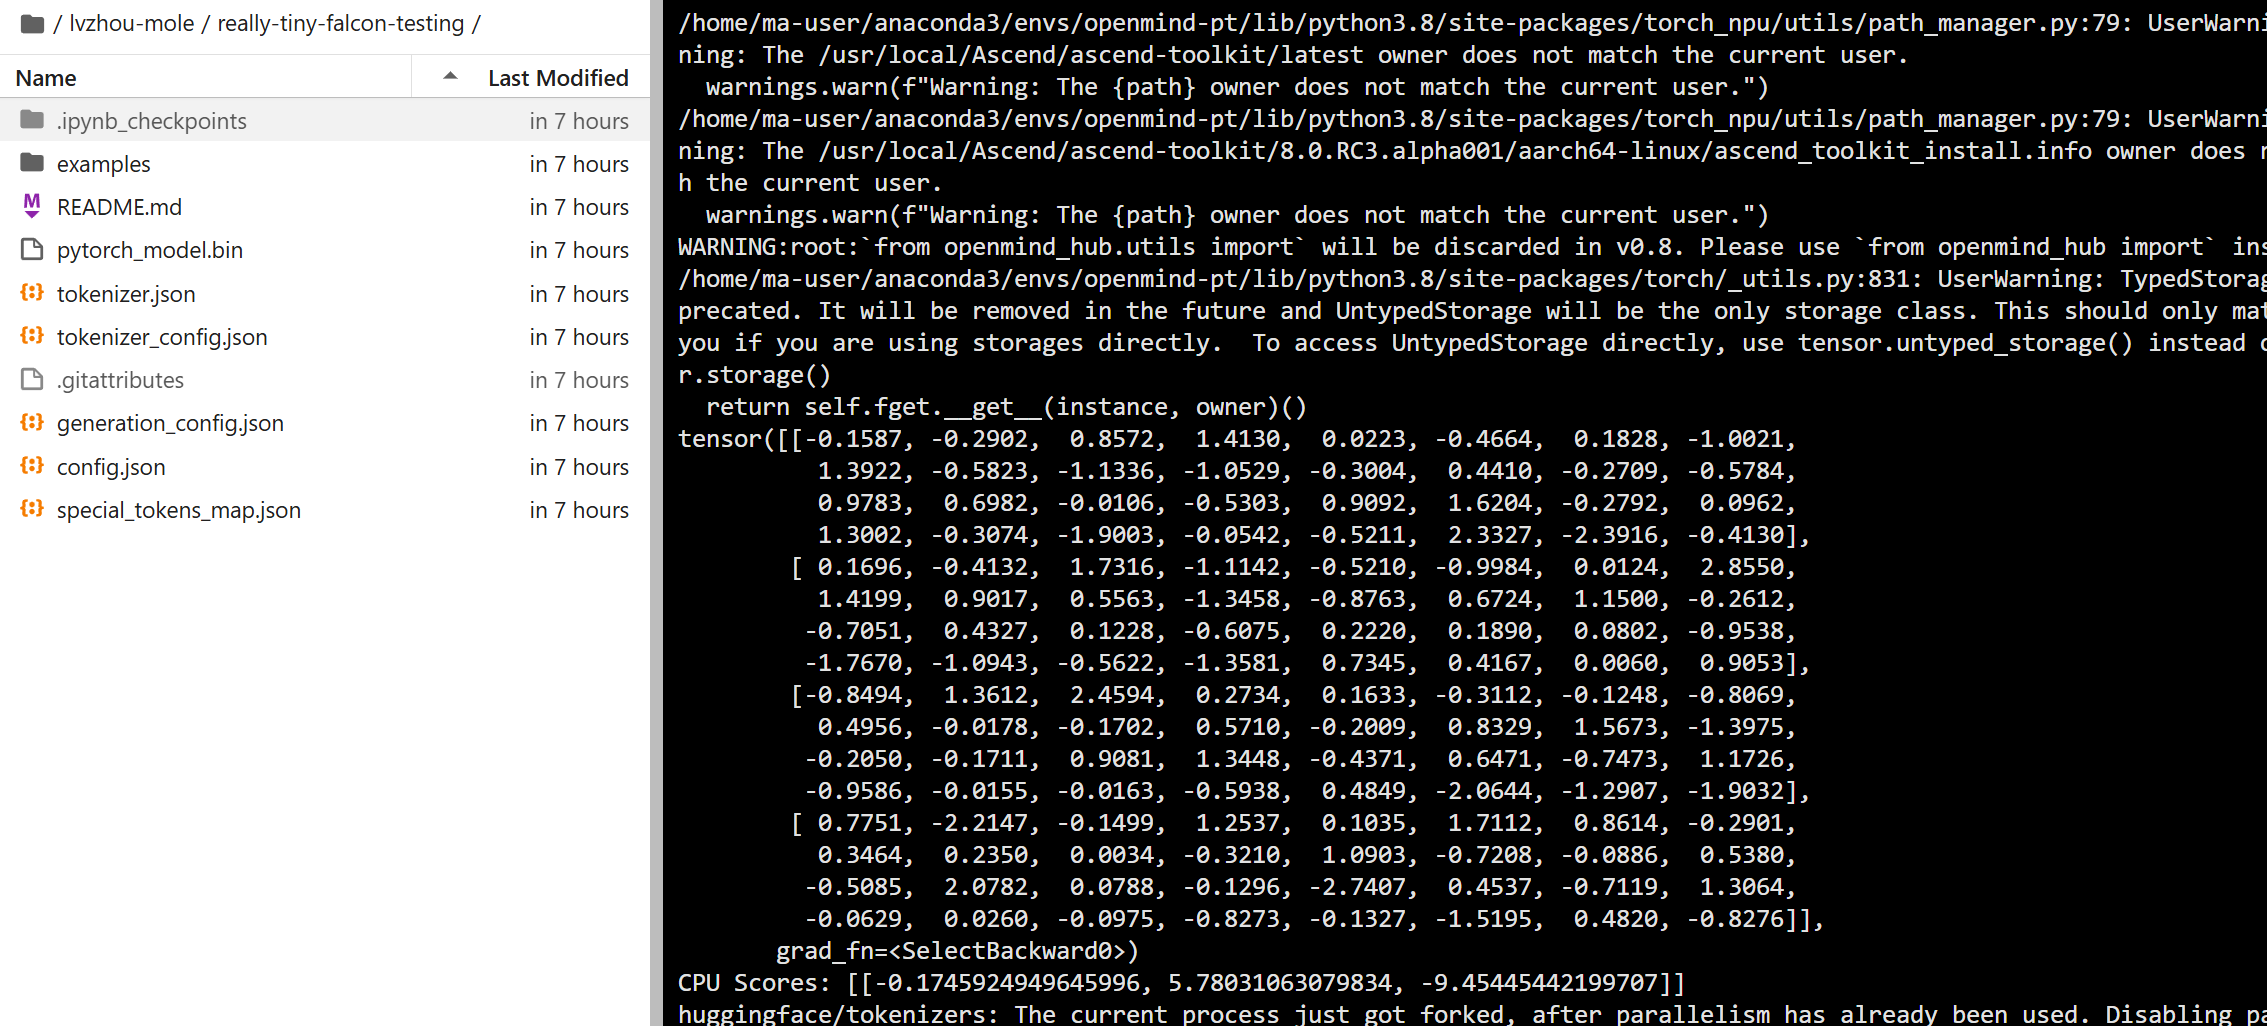 / lvzhou-mole / really-tiny-falcon-testing /
Name Last Modified
.ipynb_checkpoints in 7 hours
examples in 7 hours
README.md in 7 hours
pytorch_model.bin in 7 hours
tokenizer.json in 7 hours
tokenizer_config.json in 7 hours
.gitattributes in 7 hours
generation_config.json in 7 hours
config.json in 7 hours
special_tokens_map.json in 7 hours
/home/ma-user/anaconda3/envs/openmind-pt/lib/python3.8/site-packages/torch_npu/utils/path_manager.py:79: UserWarni
ning: The /usr/local/Ascend/ascend-toolkit/latest owner does not match the current user.
warnings.warn(f"Warning: The {path} owner does not match the current user.")
/home/ma-user/anaconda3/envs/openmind-pt/lib/python3.8/site-packages/torch_npu/utils/path_manager.py:79: UserWarni
ning: The /usr/local/Ascend/ascend-toolkit/8.0.RC3.alpha001/aarch64-linux/ascend_toolkit_install.info owner does
h the current user.
warnings.warn(f"Warning: The {path} owner does not match the current user.")
WARNING:root:`from openmind_hub.utils import` will be discarded in v0.8. Please use `from openmind_hub import` ins
/home/ma-user/anaconda3/envs/openmind-pt/lib/python3.8/site-packages/torch/_utils.py:831: UserWarning: TypedStorag
precated. It will be removed in the future and UntypedStorage will be the only storage class. This should only mat
you if you are using storages directly.  To access UntypedStorage directly, use tensor.untyped_storage() instead
r.storage()
return self.fget.__get__(instance, owner)()
tensor([[-0.1587, -0.2902,  0.8572,  1.4130,  0.0223, -0.4664,  0.1828, -1.0021,
1.3922, -0.5823, -1.1336, -1.0529, -0.3004,  0.4410, -0.2709, -0.5784,
0.9783,  0.6982, -0.0106, -0.5303,  0.9092,  1.6204, -0.2792,  0.0962,
1.3002, -0.3074, -1.9003, -0.0542, -0.5211,  2.3327, -2.3916, -0.4130],
[ 0.1696, -0.4132,  1.7316, -1.1142, -0.5210, -0.9984,  0.0124,  2.8550,
1.4199,  0.9017,  0.5563, -1.3458, -0.8763,  0.6724,  1.1500, -0.2612,
-0.7051,  0.4327,  0.1228, -0.6075,  0.2220,  0.1890,  0.0802, -0.9538,
-1.7670, -1.0943, -0.5622, -1.3581,  0.7345,  0.4167,  0.0060,  0.9053],
[-0.8494,  1.3612,  2.4594,  0.2734,  0.1633, -0.3112, -0.1248, -0.8069,
0.4956, -0.0178, -0.1702,  0.5710, -0.2009,  0.8329,  1.5673, -1.3975,
-0.2050, -0.1711,  0.9081,  1.3448, -0.4371,  0.6471, -0.7473,  1.1726,
-0.9586, -0.0155, -0.0163, -0.5938,  0.4849, -2.0644, -1.2907, -1.9032],
[ 0.7751, -2.2147, -0.1499,  1.2537,  0.1035,  1.7112,  0.8614, -0.2901,
0.3464,  0.2350,  0.0034, -0.3210,  1.0903, -0.7208, -0.0886,  0.5380,
-0.5085,  2.0782,  0.0788, -0.1296, -2.7407,  0.4537, -0.7119,  1.3064,
-0.0629,  0.0260, -0.0975, -0.8273, -0.1327, -1.5195,  0.4820, -0.8276]],
grad_fn=<SelectBackward0>)
CPU Scores: [[-0.1745924949645996, 5.78031063079834, -9.45445442199707]]
huggingface/tokenizers: The current process just got forked, after parallelism has already been used. Disabling pa